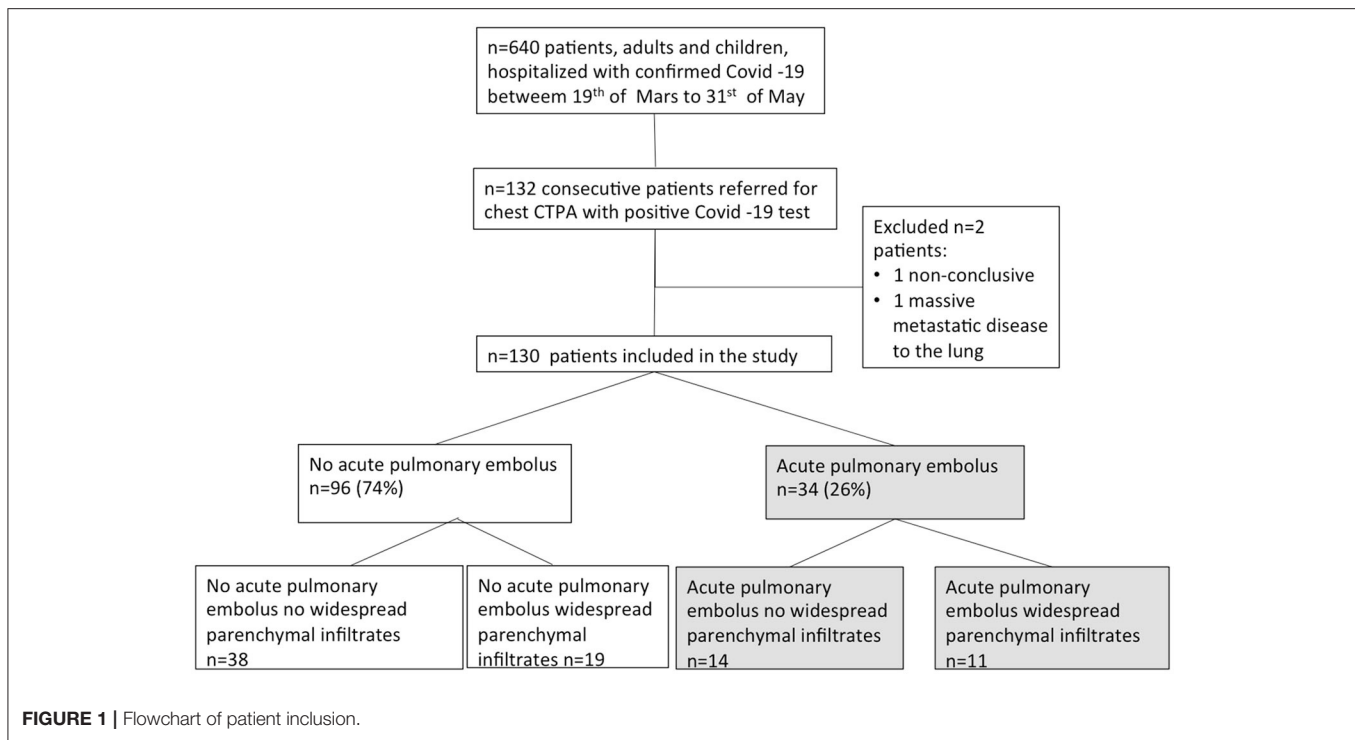 n=640 patients, adults and children,
hospitalized with confirmed Covid -19
betweem 19th of Mars to 31st of May
n=132 consecutive patients referred for
chest CTPA with positive Covid -19 test
Excluded n=2
patients:
• 1 non-conclusive
• 1 massive
metastatic disease
to the lung
n=130 patients included in the study
No acute pulmonary embolus
n=96 (74%)
Acute pulmonary embolus
n=34 (26%)
No acute pulmonary
embolus no widespread
parenchymal infiltrates
n=38
No acute pulmonary
embolus widespread
parenchymal
infiltrates n=19
Acute pulmonary
embolus no widespread
parenchymal infiltrates
n=14
Acute pulmonary
embolus widespread
parenchymal infiltrates
n=11
FIGURE 1 | Flowchart of patient inclusion.